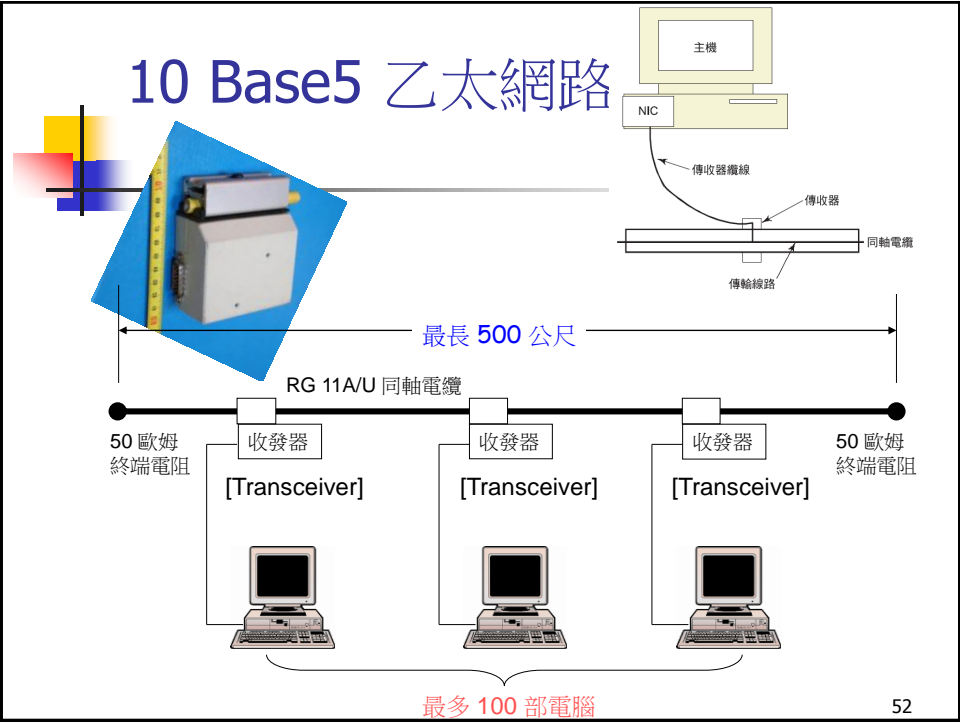 10 Base5 乙太網路
主機
NIC
傳收器纜線
傳收器
同軸電纜
傳輸線路
最長 500 公尺
RG 11A/U 同軸電纜
50 歐姆
終端電阻
收發器
收發器
收發器
50 歐姆
終端電阻
[Transceiver]
[Transceiver]
[Transceiver]
最多 100 部電腦
52